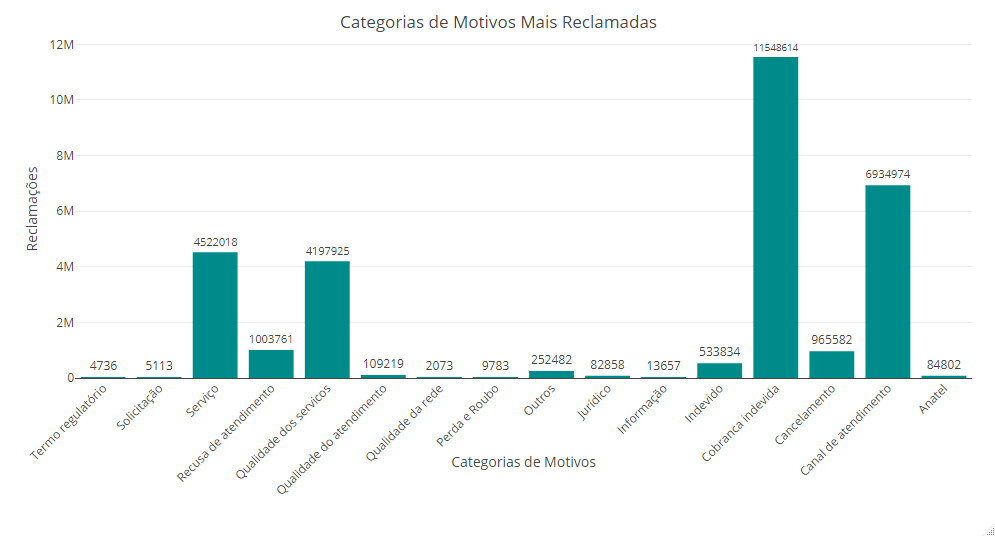 Categorias de Motivos Mais Reclamadas
Reclamações
12M
10M
8M
6M
4M
2M
0
4736
5113
4522018
1003761
4197925
109219
2073
9783
252482
82858
13657
533834
11548614
965582
6934974
84802
Termo regulatório
Solicitação
Serviço
Recusa de atendimento
Qualidade dos servicos
Qualidade do atendimento
Qualidade da rede
Perda e Roubo
Outros
Jurídico
Informação
Indevido
Cobranca indevida
Cancelamento
Canal de atendimento
Anatel
Categorias de Motivos